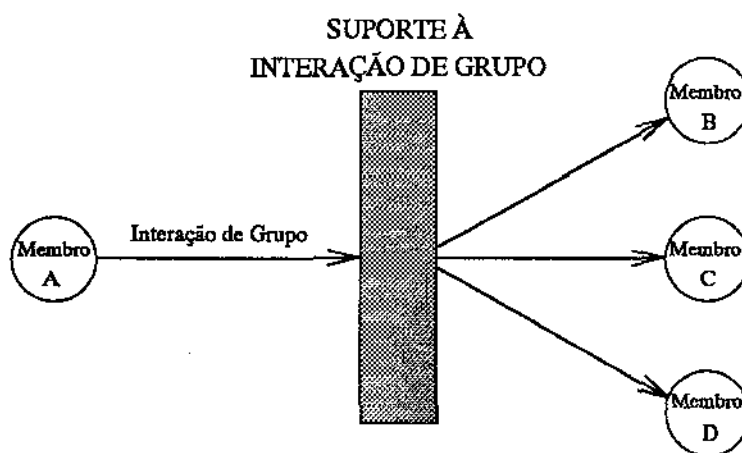 SUPORTE À
INTERAÇÃO DE GRUPO
Membro
B
Interação de Grupo
Membro
A
Membro
C
Membro
D